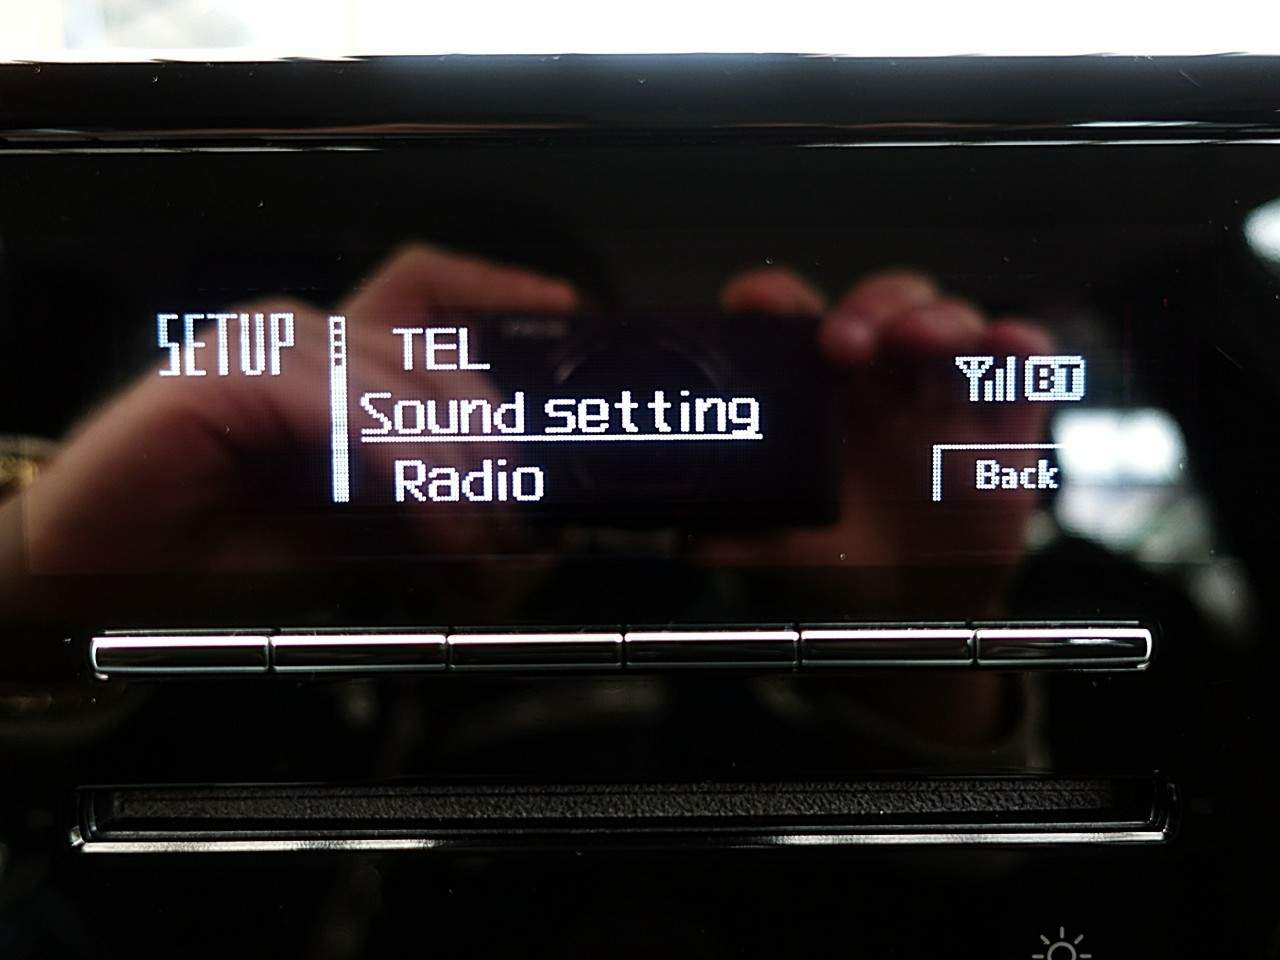 SETUP
TEL
Sound setting
Radio
BT
Back